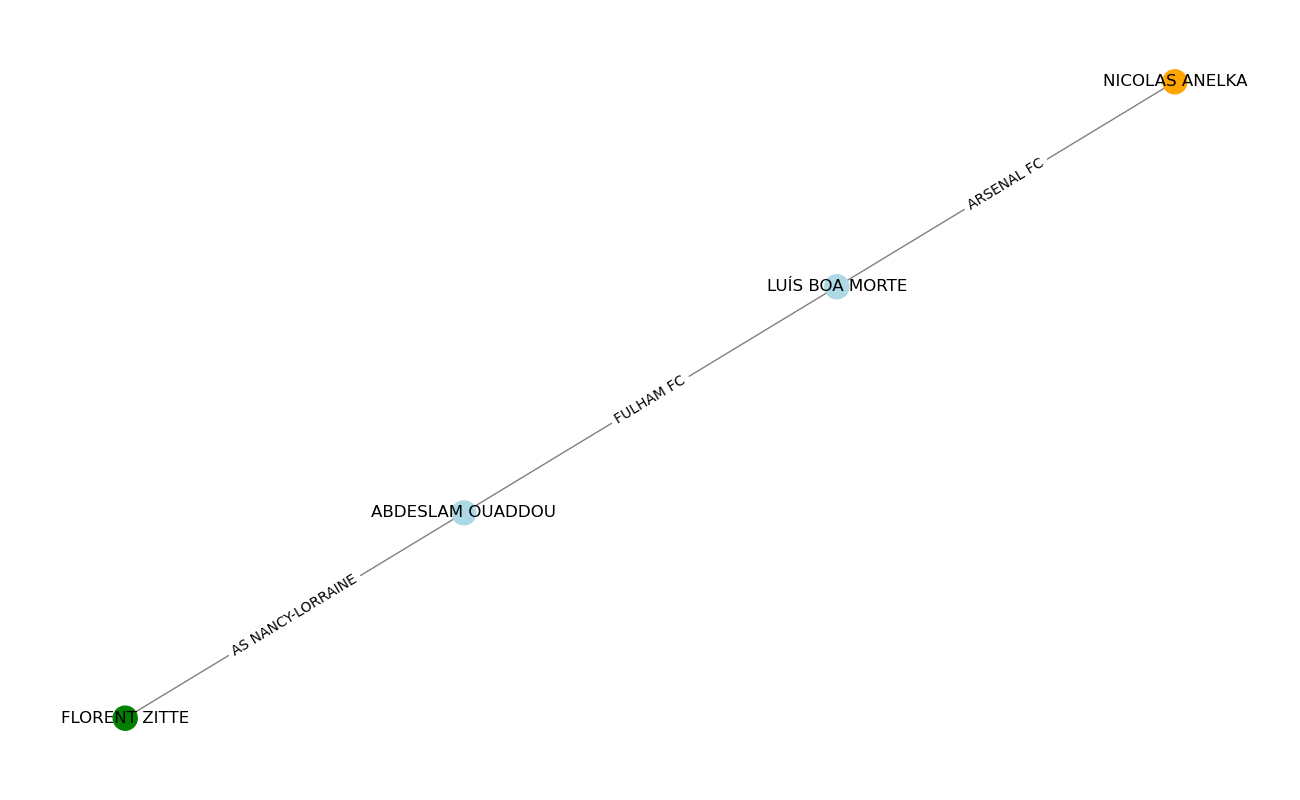 NICOLAS ANELKA
ARSENAL FC
LUÍS BOA MORTE
FULHAM FC
ABDESLAM OUADDOU
AS NANCY-LORRAINE
FLORENT ZITTE